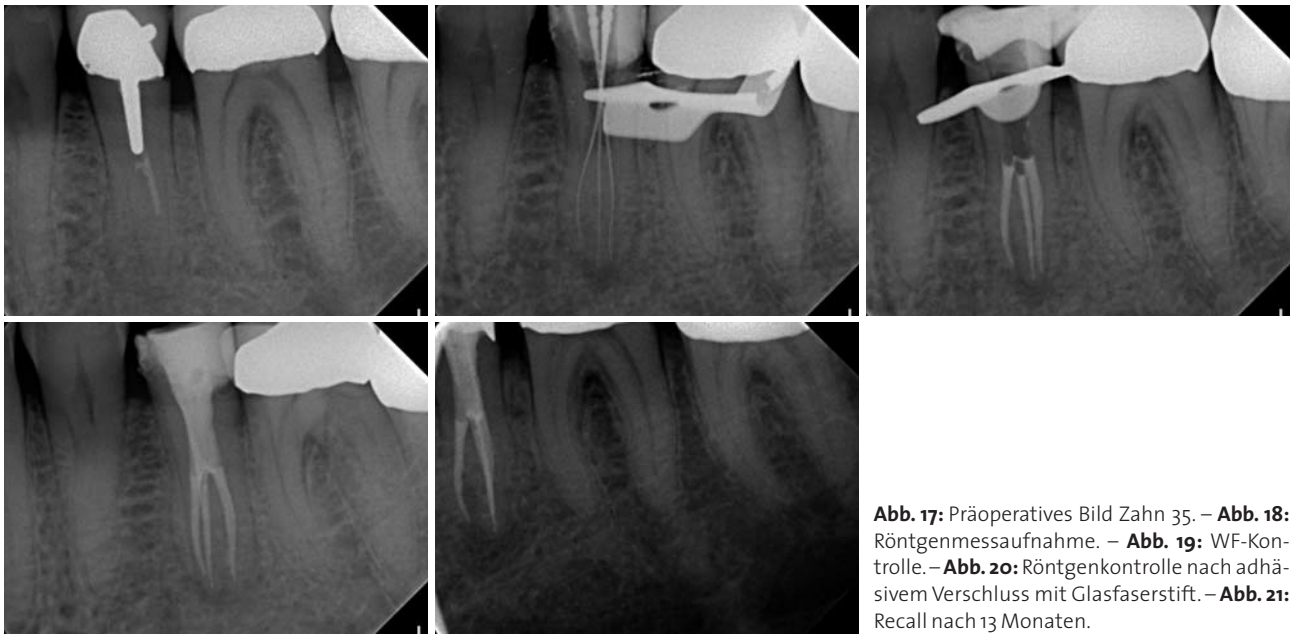 Abb. 17: Präoperatives Bild Zahn 35. – Abb. 18:
Röntgenmessaufnahme. – Abb. 19: WF-Kon-
trolle. – Abb. 20: Röntgenkontrolle nach adhä-
sivem Verschluss mit Glasfaserstift. – Abb. 21:
Recall nach 13 Monaten.